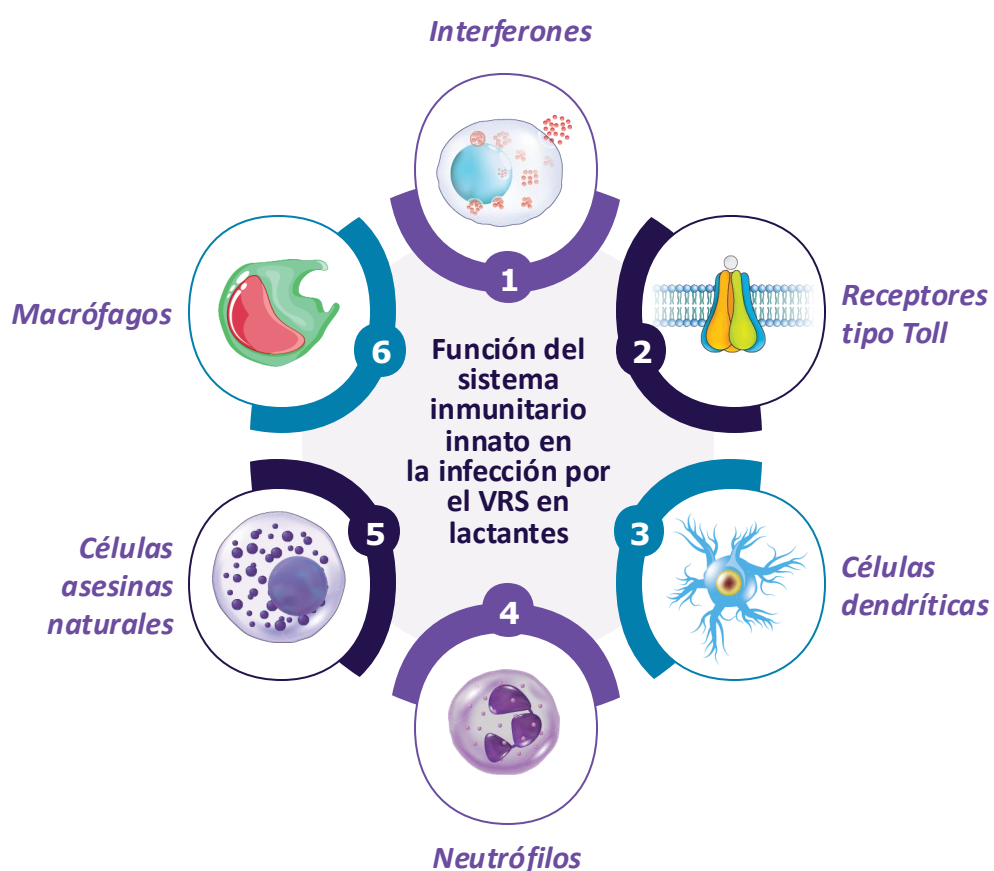 Interferones
1
Receptores
tipo Toll
2
Células
dendríticas
3
Neutrófilos
4
Células
asesinas
naturales
5
Macrófagos
6
Función del
sistema
inmunitario
innato en
la infección por
el VRS en
lactantes